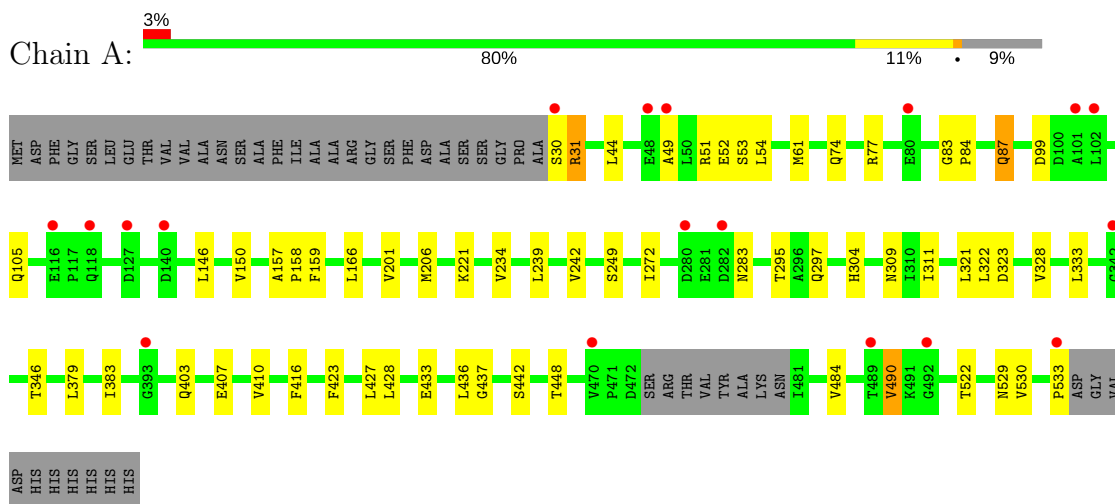 3%
Chain A:
80% 11% • 9%
MET ASP PHE GLY SER LEU GLU THR VAL VAL ALA ASN SER ALA PHE ILE ALA ALA ARG GLY SER PHE ASP ALA SER SER GLY PRO ALA S30 R31 L44 E48 A49 L50 R51 E52 S53 L54 M61 Q74 R77 E80 G83 P84 Q87 D99 D100 A101 L102
Q105 E116 P117 Q118 D127 D140 L146 V150 A157 P158 F159 L166 V201 M206 K221 V234 L239 V242 S249 I272 D280 E281 D282 N283 T295 A296 Q297 H304 N309 I310 I311 L321 L322 D323 V328 L333 G342
T346 L379 I383 G393 Q403 E407 V410 F416 F423 L427 L428 E433 L436 G437 S442 T448 V470 P471 D472 SER ARG THR VAL TYR ALA LYS ASN I481 V484 T489 V490 K491 G492 T522 N529 V530 P533 ASP GLY VAL
ASP HIS HIS HIS HIS HIS HIS